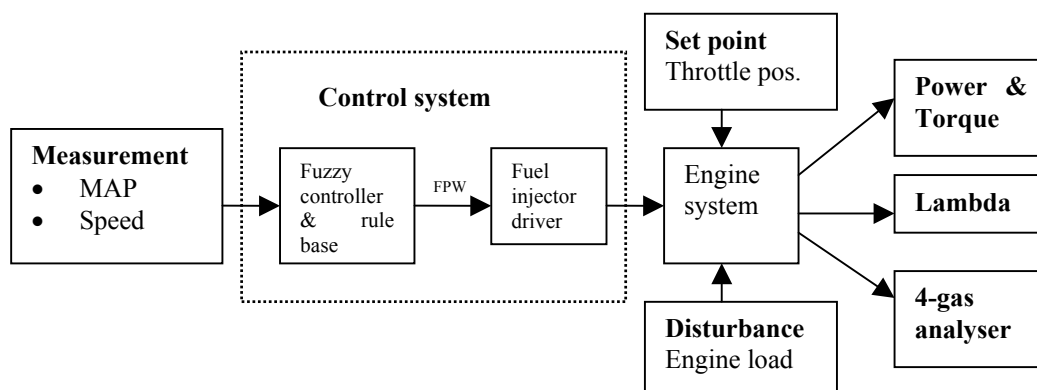 Measurement
• MAP
• Speed
Control system
Fuzzy
controller
& rule
base
FPW
Fuel
injector
driver
Set point
Throttle pos.
Engine
system
Disturbance
Engine load
Power &
Torque
Lambda
4-gas
analyser